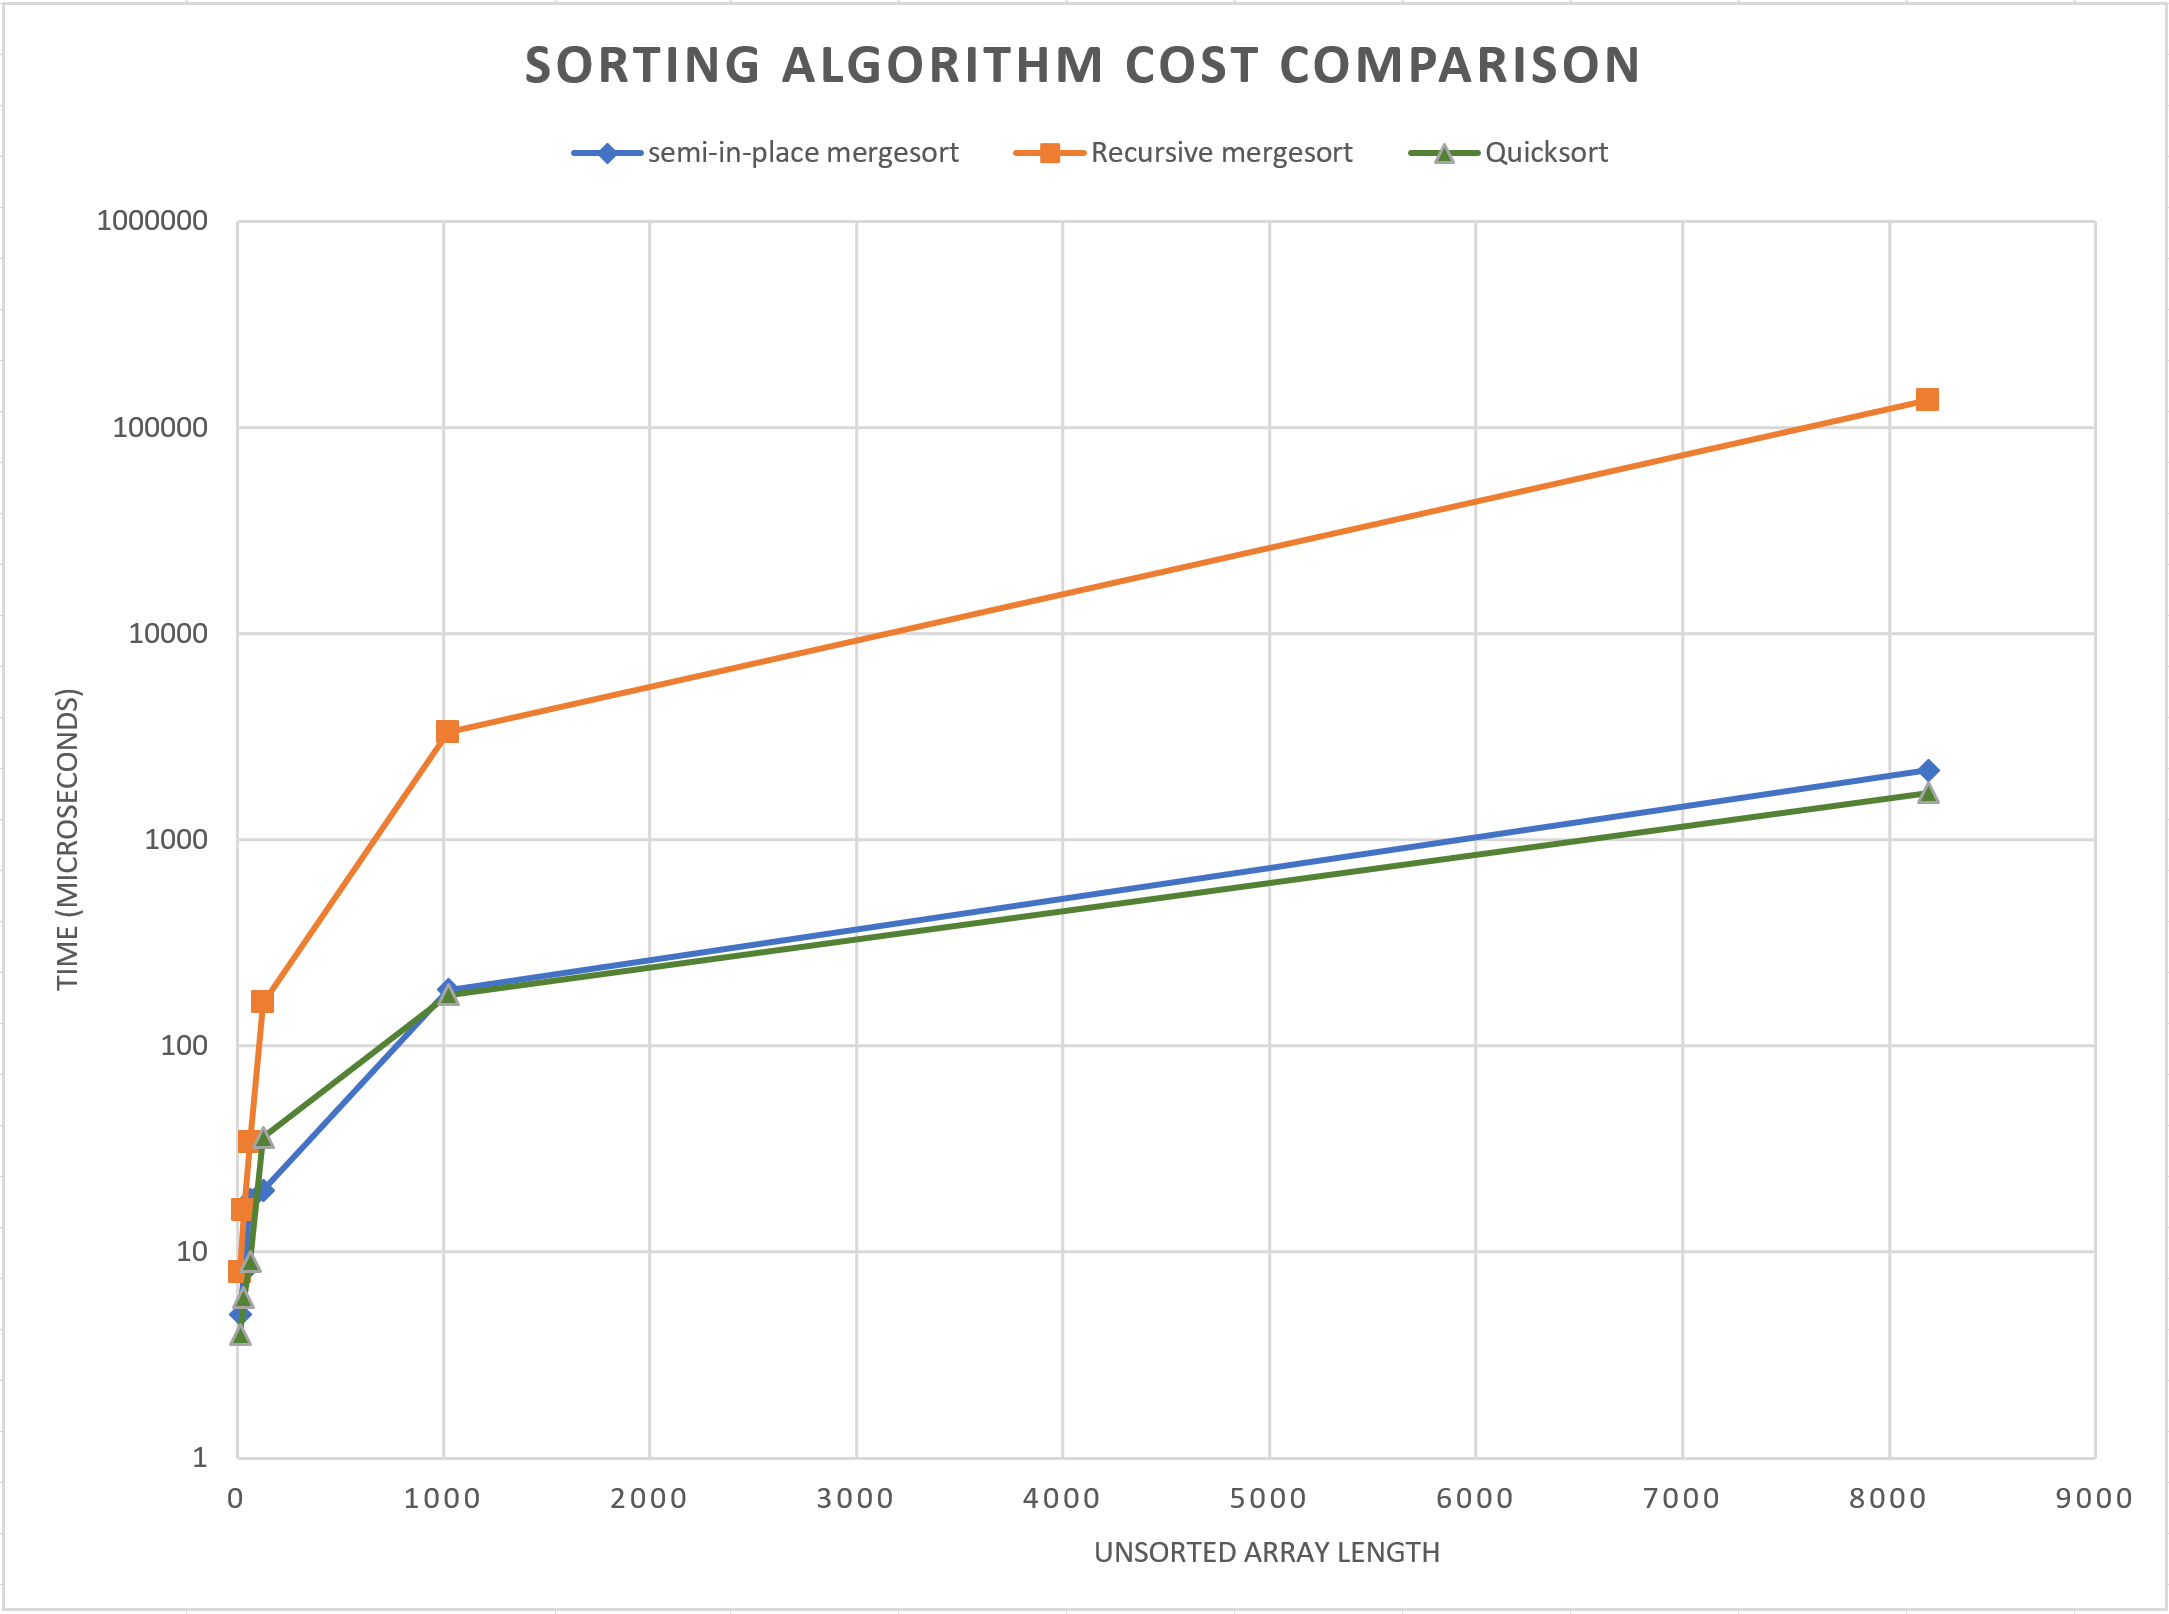 SORTING ALGORITHM COST COMPARISON
semi-in-place mergesort Recursive mergesort Quicksort
1000000
100000
10000
1000
100
10
1
TIME (MICROSECONDS)
0 1000 2000 3000 4000 5000 6000 7000 8000 9000
UNSORTED ARRAY LENGTH